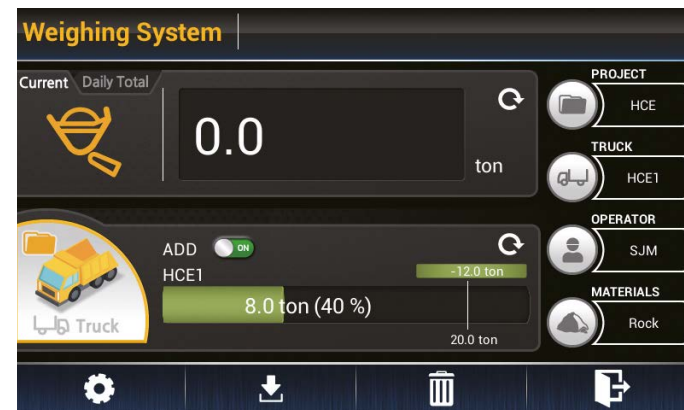 Weighing System
Current Daily Total
0.0
ton
ADD ON
HCE1
-12.0 ton
8.0 ton (40 %)
20.0 ton
Truck
PROJECT
HCE
TRUCK
HCE1
OPERATOR
SJM
MATERIALS
Rock